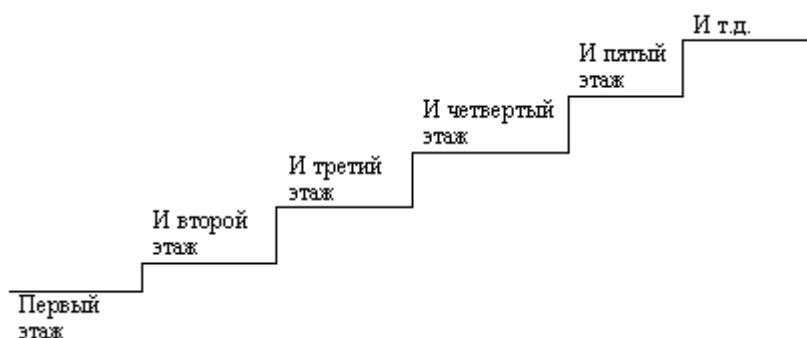 И т.д.
И пятый
этаж
И четвертый
этаж
И третий
этаж
И второй
этаж
Первый
этаж